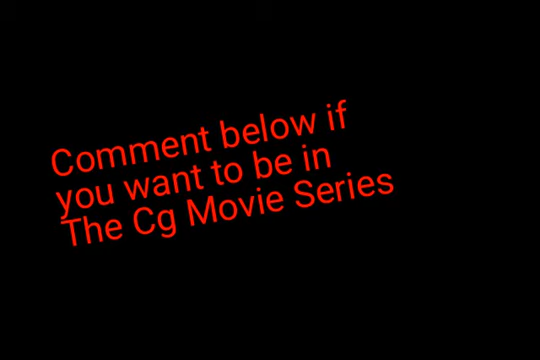 Comment below if
you want to be in
The Cg Movie Series